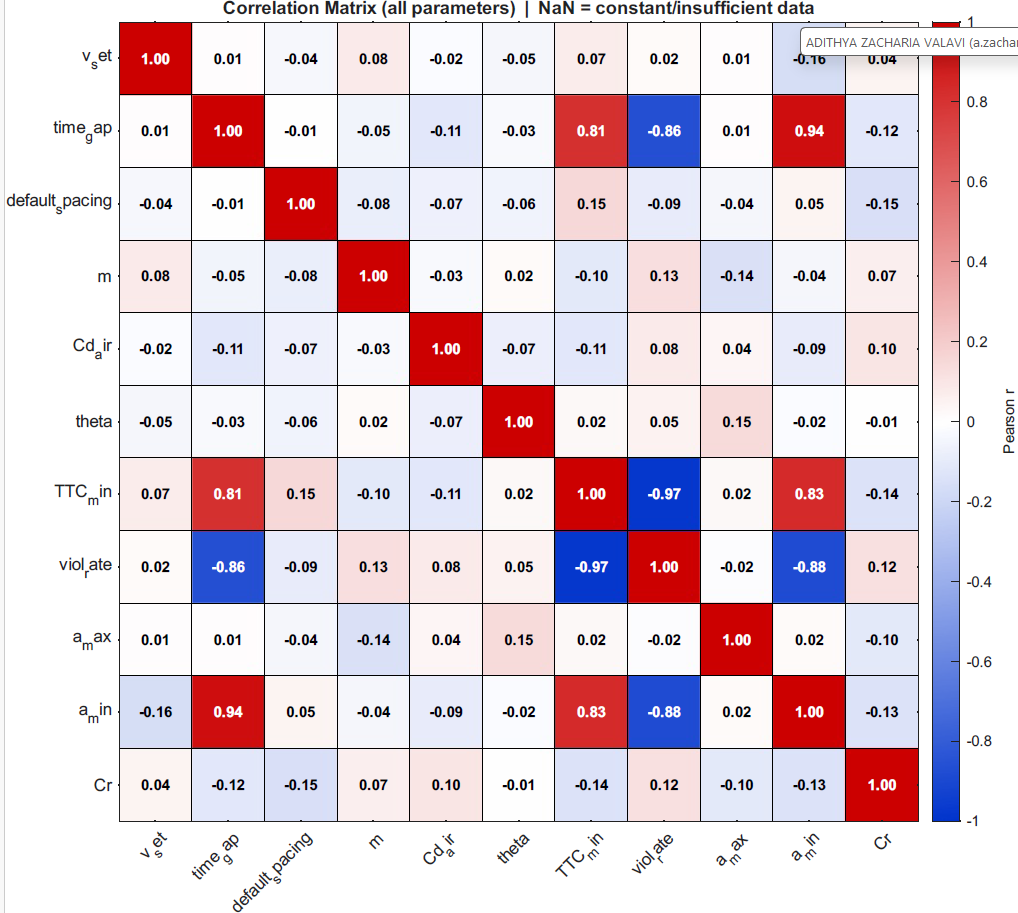 Correlation Matrix (all parameters) | NaN = constant/insufficient data
ADITHYA ZACHARIA VALAVI (a.zachar
v_set 1.00 0.01 -0.04 0.08 -0.02 -0.05 0.07 0.02 0.01 -0.16 0.04
time_gap 0.01 1.00 -0.01 -0.05 -0.11 -0.03 0.81 -0.86 0.01 0.94 -0.12
default_spacing -0.04 -0.01 1.00 -0.08 -0.07 -0.06 0.15 -0.09 -0.04 0.05 -0.15
m 0.08 -0.05 -0.08 1.00 -0.03 0.02 -0.10 0.13 -0.14 -0.04 0.07
Cd_air -0.02 -0.11 -0.07 -0.03 1.00 -0.07 -0.11 0.08 0.04 -0.09 0.10
theta -0.05 -0.03 -0.06 0.02 -0.07 1.00 0.02 0.05 0.15 -0.02 -0.01
TTC_min 0.07 0.81 0.15 -0.10 -0.11 0.02 1.00 -0.97 0.02 0.83 -0.14
viol_rate 0.02 -0.86 -0.09 0.13 0.08 0.05 -0.97 1.00 -0.02 -0.88 0.12
a_max 0.01 0.01 -0.04 -0.14 0.04 0.15 0.02 -0.02 1.00 0.02 -0.10
a_min -0.16 0.94 0.05 -0.04 -0.09 -0.02 0.83 -0.88 0.02 1.00 -0.13
Cr 0.04 -0.12 -0.15 0.07 0.10 -0.01 -0.14 0.12 -0.10 -0.13 1.00
v_set time_gap default_spacing m Cd_air theta TTC_min viol_rate a_max a_min Cr
1
0.8
0.6
0.4
0.2
0
-0.2
-0.4
-0.6
-0.8
-1
Pearson r